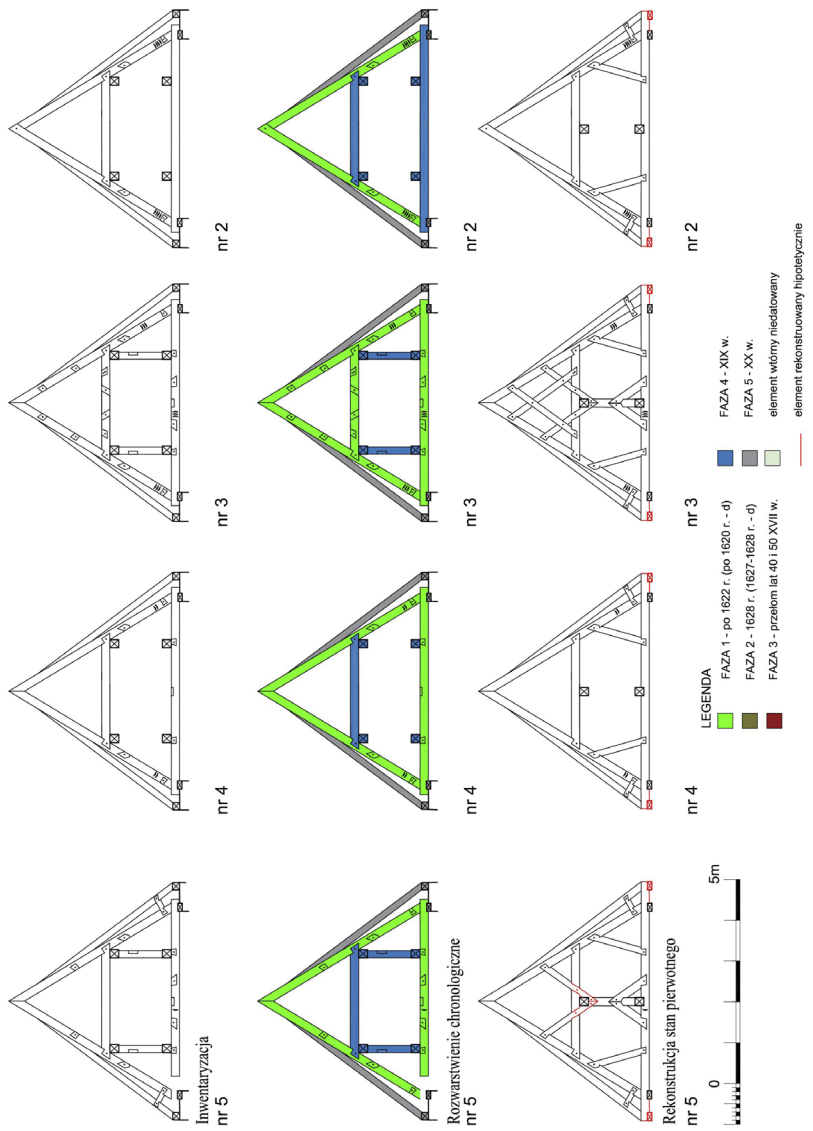 Inwentaryzacja
nr 5
nr 4
nr 3
nr 2
Rozwarstwienie chronologiczne
nr 5
nr 4
nr 3
nr 2
Rekonstrukcja stan pierwotnego
nr 5
nr 4
nr 3
nr 2
0
5m
LEGENDA
FAZA 1 - po 1622 r. (po 1620 r. - d)
FAZA 2 - 1628 r. (1627-1628 r. - d)
FAZA 3 - przełom lat 40 i 50 XVII w.
FAZA 4 - XIX w.
FAZA 5 - XX w.
element wtórny niedatowany
element rekonstruowany hipotetycznie